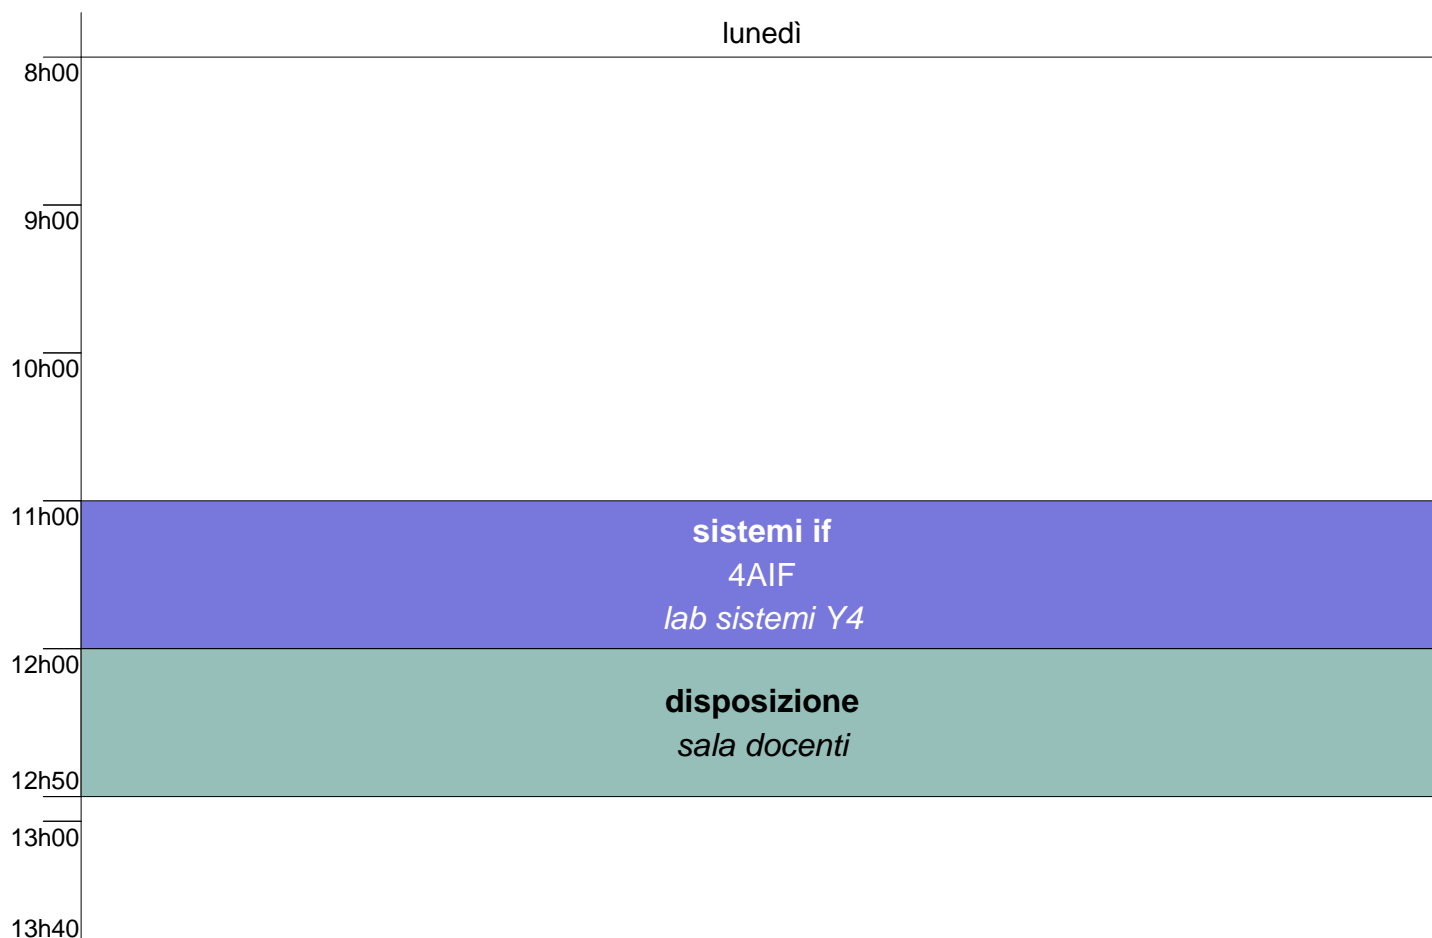 lunedì
8h00
9h00
10h00
11h00
sistemi if
4AIF
lab sistemi Y4
12h00
disposizione
sala docenti
12h50
13h00
13h40